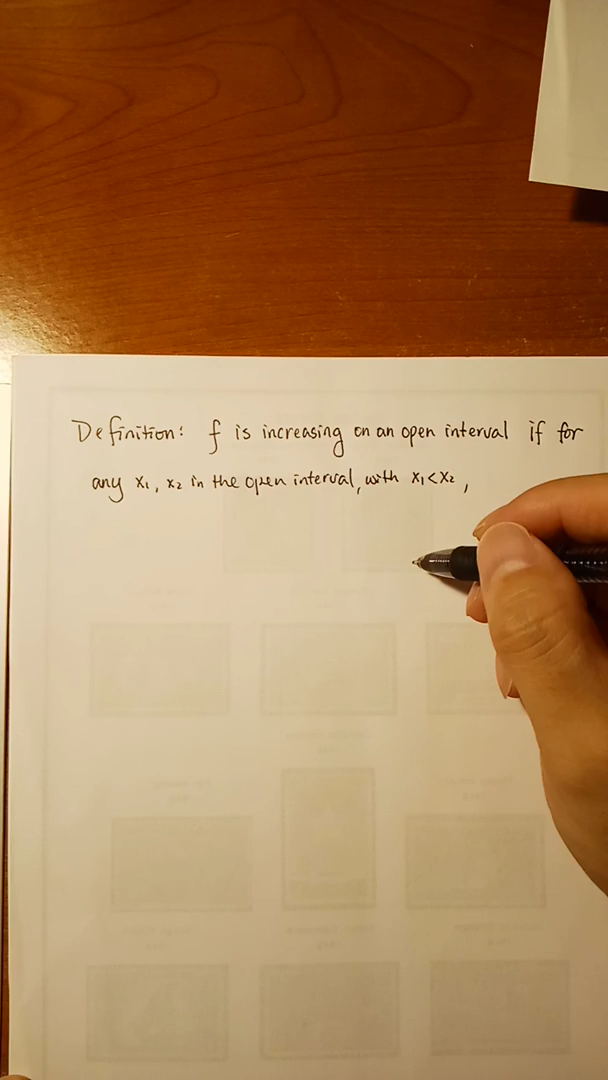 Definition: f is increasing on an open interval if for
any x₁, x₂ in the open interval, with x₁<x₂,